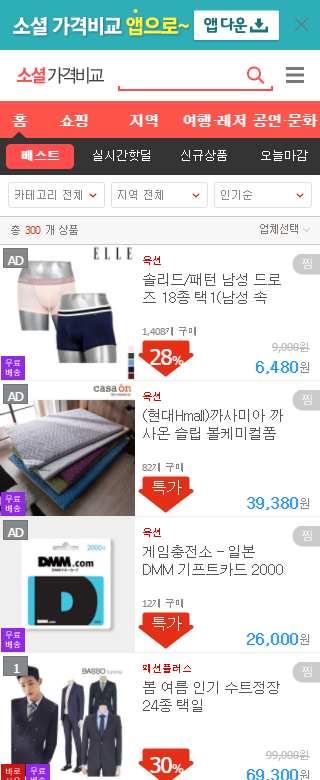 소셜 가격비교 앱으로~
앱다운
소셜 가격비교
홈 쇼핑 지역 여행·레저 공연·문화
베스트 실시간핫딜 신규상품 오늘마감
카테고리 전체 지역 전체 인기순
총 300 개 상품 업체선택
AD
ELLE
무료
배송
옥션
찜
솔리드/패턴 남성 드로
즈 18종 택1(남성 속
1,408개 구매
28%
9,000원
6,480원
AD
casa on
무료
배송
옥션
찜
(현대Hmall)까사미아 까
사온 슬립 볼케미컬폼
82개 구매
특가
39,380원
AD
2000
DMM.com
D
무료
배송
옥션
찜
게임충전소 - 일본
DMM 기프트카드 2000
12개 구매
특가
26,000원
1
BASSO homme
바로
무료
패션플러스
찜
봄 여름 인기 수트정장
24종 택일
30%
99,000원
69,300원